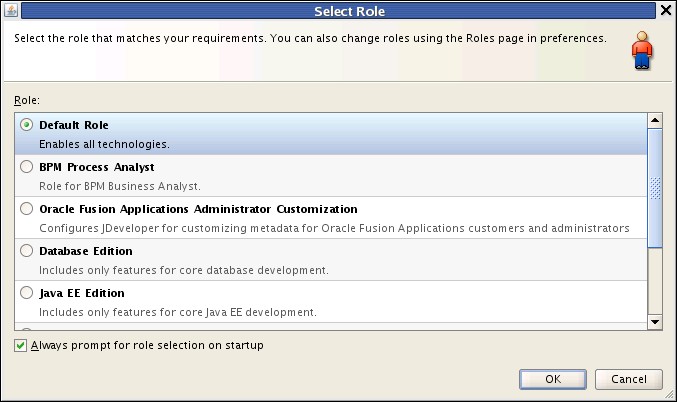 Select Role
Select the role that matches your requirements. You can also change roles using the Roles page in preferences.
Role:
Default Role
Enables all technologies.
BPM Process Analyst
Role for BPM Business Analyst.
Oracle Fusion Applications Administrator Customization
Configures JDeveloper for customizing metadata for Oracle Fusion Applications customers and administrators
Database Edition
Includes only features for core database development.
Java EE Edition
Includes only features for core Java EE development.
Always prompt for role selection on startup
OK
Cancel